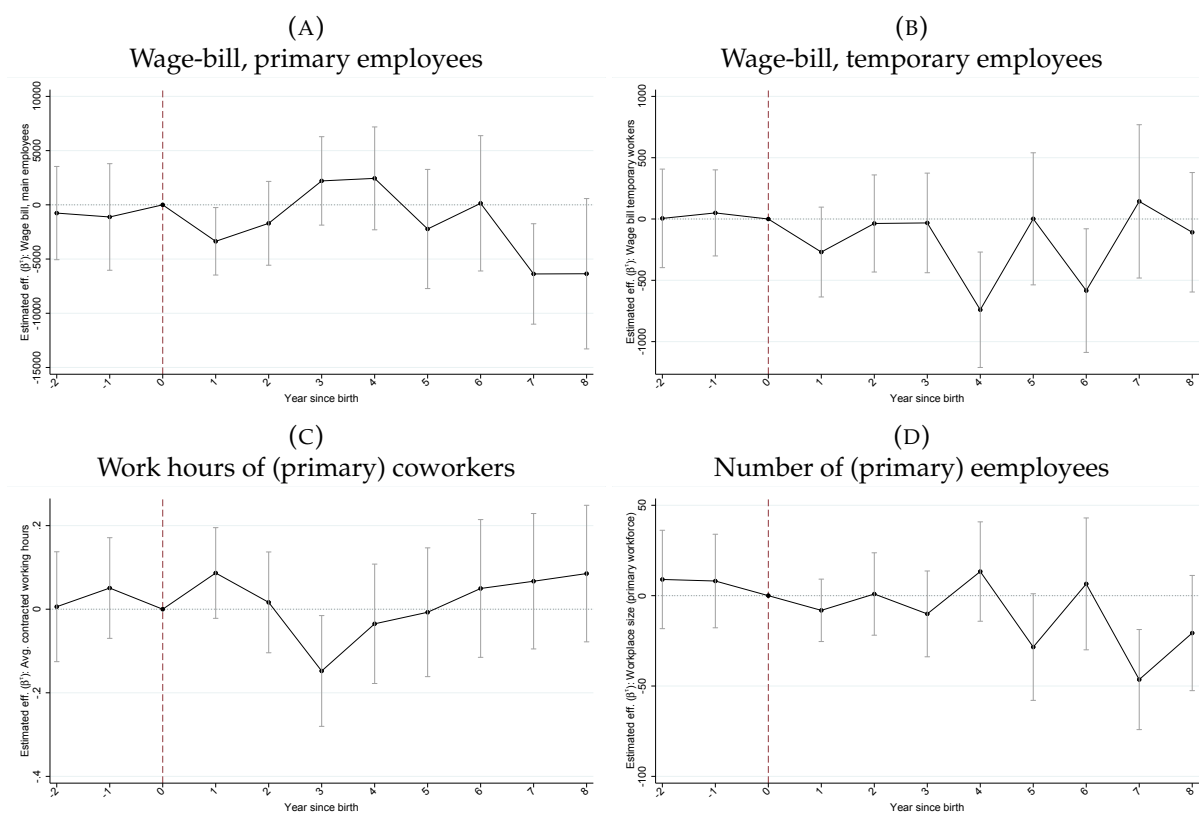 (A)
Wage-bill, primary employees
Estimated eff. (β¹): Wage bill, main employees
10000
5000
0
-5000
-10000
-15000
-2 -1 0 1 2 3 4 5 6 7 8
Year since birth
(B)
Wage-bill, temporary employees
Estimated eff. (β¹): Wage bill temporary workers
1000
500
0
-500
-1000
-2 -1 0 1 2 3 4 5 6 7 8
Year since birth
(C)
Work hours of (primary) coworkers
Estimated eff. (β¹): Avg. contracted working hours
.2
0
-.2
-.4
-2 -1 0 1 2 3 4 5 6 7 8
Year since birth
(D)
Number of (primary) eemployees
Estimated eff. (β¹): Workplace size (primary workforce)
50
0
-50
-100
-2 -1 0 1 2 3 4 5 6 7 8
Year since birth